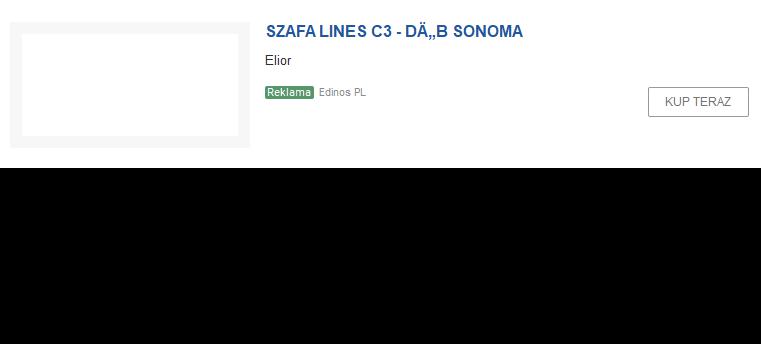 SZAFA LINES C3 - DÄ„B SONOMA
Elior
Reklama Edinos PL
KUP TERAZ